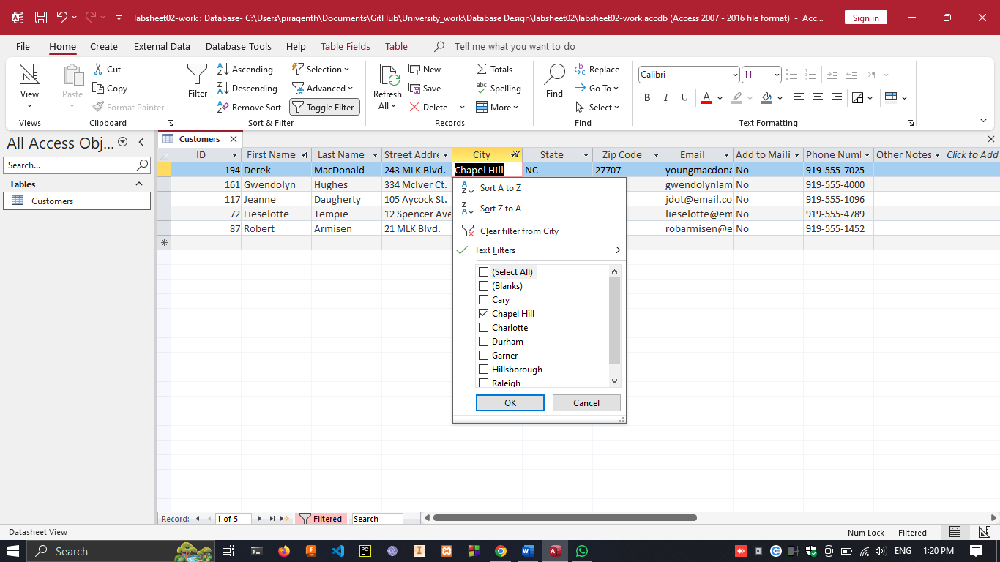 labsheet02-work : Database- C:\Users\piragenth\Documents\GitHub\University_work\Database Design\labsheet02\labsheet02-work.accdb (Access 2007 - 2016 file format) - Acc... Sign in
File Home Create External Data Database Tools Help Table Fields Table Tell me what you want to do
View
Views
Paste
Cut
Copy
Format Painter
Clipboard
Filter
Ascending
Descending
Remove Sort
Selection
Advanced
Toggle Filter
Sort & Filter
Refresh
All
New
Save
Delete
Totals
Spelling
More
Records
Find
Replace
Go To
Select
Find
Calibri 11
B I U A
Text Formatting
All Access Obj...
Search...
Tables
Customers
Customers
ID First Name Last Name Street Addre City State Zip Code Email Add to Maili Phone Numl Other Notes Click to Add
194 Derek MacDonald 243 MLK Blvd. Chapel Hill NC 27707 youngmacdona No 919-555-7025
161 Gwendolyn Hughes 334 McIver Ct. gwendolynlam No 919-555-4000
117 Jeanne Daugherty 105 Aycock St. jdot@email.co No 919-555-1096
72 Lieselotte Tempie 12 Spencer Ave lieselotte@em No 919-555-4789
87 Robert Armisen 21 MLK Blvd. robarmisen@e No 919-555-1452
Sort A to Z
Sort Z to A
Clear filter from City
Text Filters
(Select All)
(Blanks)
Cary
Chapel Hill
Charlotte
Durham
Garner
Hillsborough
Raleigh
OK Cancel
Record: 1 of 5 Filtered Search
Datasheet View Num Lock Filtered
Search ENG 1:20 PM